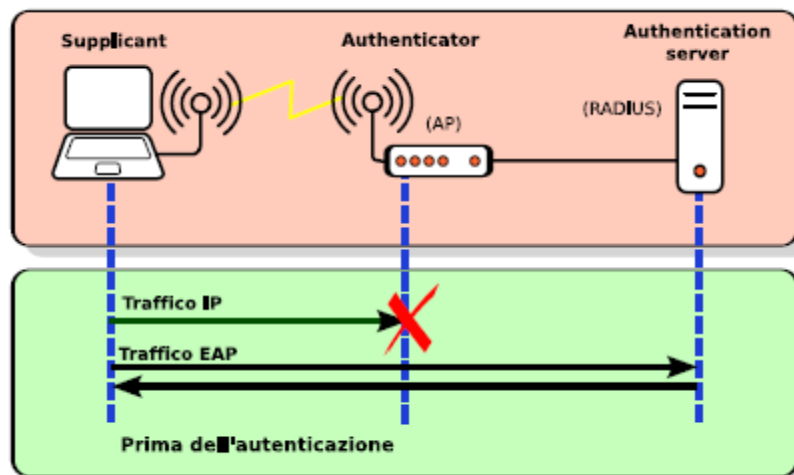 Supplicant
Authenticator
Authentication
server
(AP)
(RADIUS)
Traffico IP
Traffico EAP
Prima dell'autenticazione